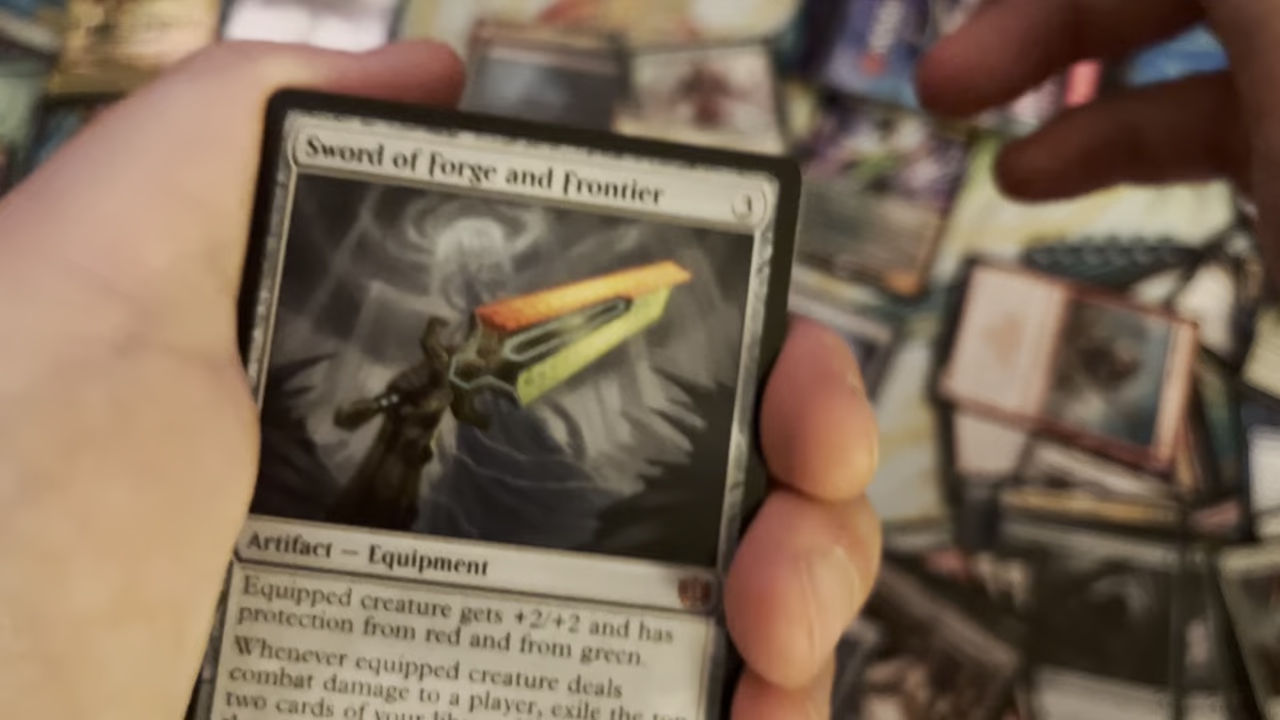 Sword of Forge and Frontier
3
Artifact — Equipment
Equipped creature gets +2/+2 and has
protection from red and from green.
Whenever equipped creature deals
combat damage to a player, exile the top
two cards of your